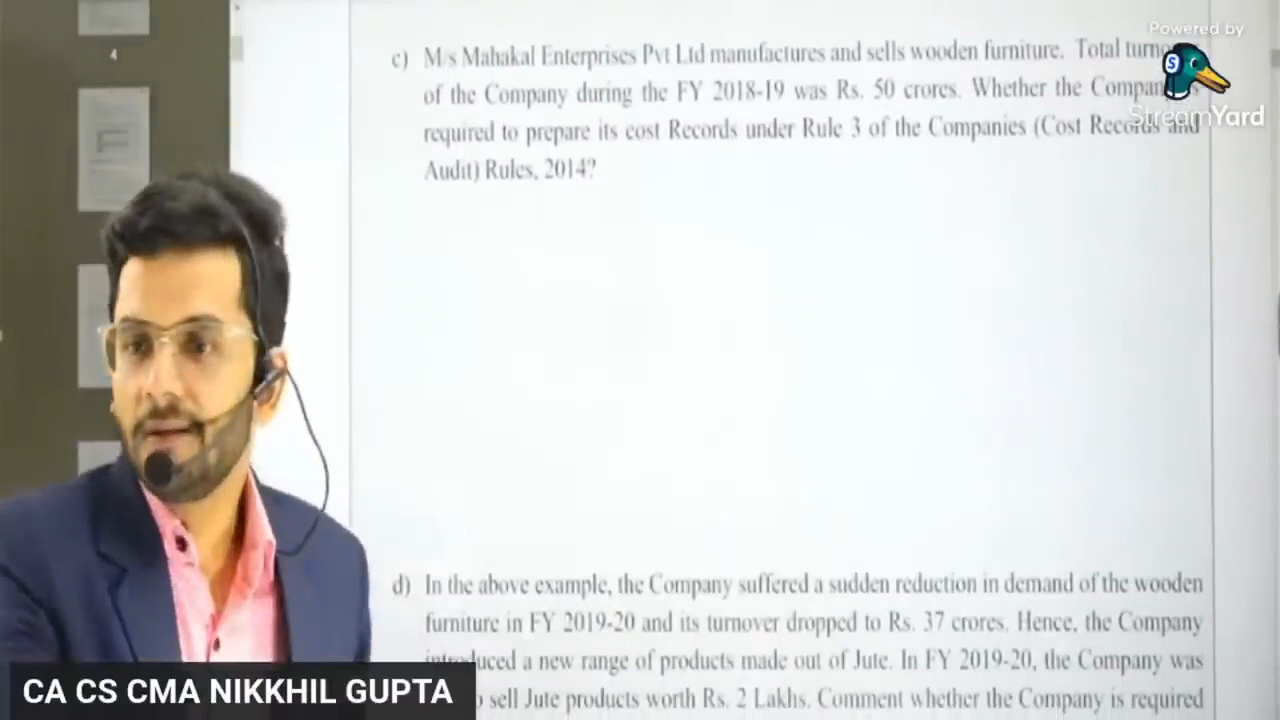 4
Powered by
StreamYard
c) M/s Mahakal Enterprises Pvt Ltd manufactures and sells wooden furniture. Total
of the Company during the FY 2018-19 was Rs. 50 crores. Whether the
required to prepare its cost Records under Rule 3 of the Companies (Cost Records and
Audit) Rules, 2014?
d) In the above example, the Company suffered a sudden reduction in demand of the wooden
furniture in FY 2019-20 and its turnover dropped to Rs. 37 crores. Hence, the Company
introduced a new range of products made out of Jute. In FY 2019-20, the Company was
sell Jute products worth Rs. 2 Lakhs. Comment whether the Company is required
CA CS CMA NIKKHIL GUPTA